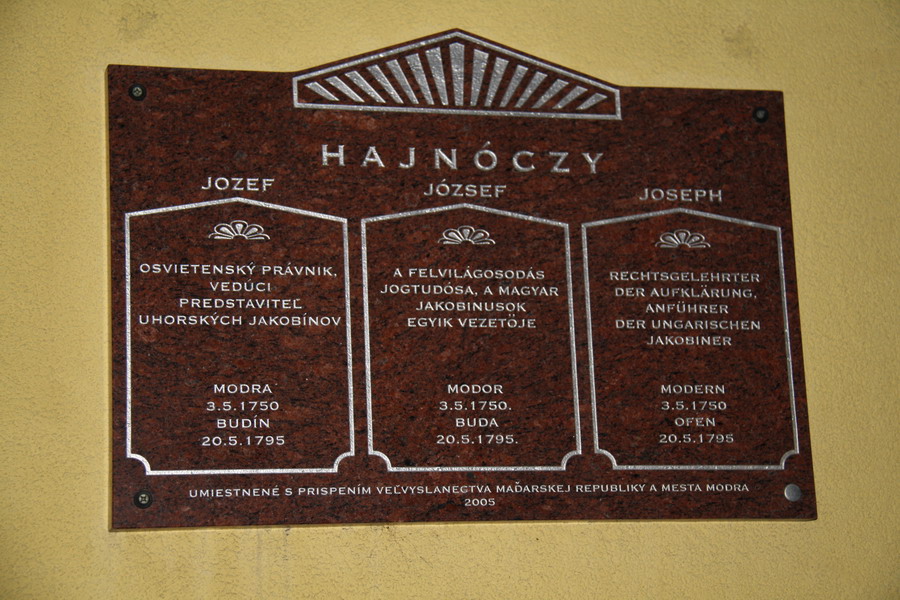 HAJNÓCZY
JOZEF
OSVIETENSKÝ PRÁVNIK,
VEDÚCI
PREDSTAVITEĽ
UHORSKÝCH JAKOBÍNOV
MODRA
3.5.1750
BUDÍN
20.5.1795
JÓZSEF
A FELVILÁGOSODÁS
JOGTUDÓSA, A MAGYAR
JAKOBINUSOK
EGYIK VEZETŐJE
MODOR
3.5.1750.
BUDA
20.5.1795.
JOSEPH
RECHTSGELEHRTER
DER AUFKLÄRUNG,
ANFÜHRER
DER UNGARISCHEN
JAKOBINER
MODERN
3.5.1750
OFEN
20.5.1795
UMIESTNENÉ S PRISPENÍM VEĽVYSLANECTVA MAĎARSKEJ REPUBLIKY A MESTA MODRA
2005